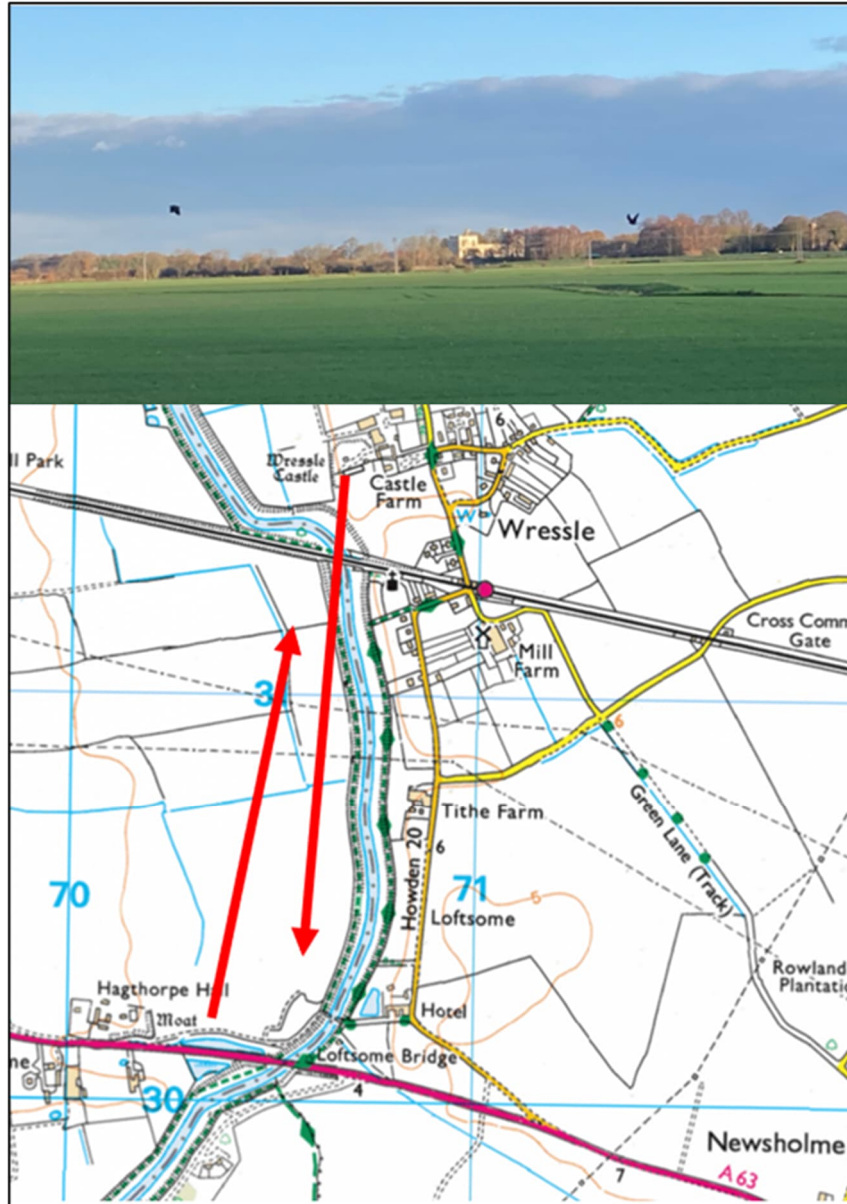 6
ll Park
Wressle
Castle
Castle
Farm
W
Wressle
Cross Comm
Gate
Mill
Farm
3
6
Tithe Farm
Green Lane (Track)
Howden 20
6
70
71
5
Loftsome
Rowland
Plantatio
Hagthorpe H ll
Moat
Hotel
ne
Loftsome Bridge
4
30
Newsholme
7
A 63